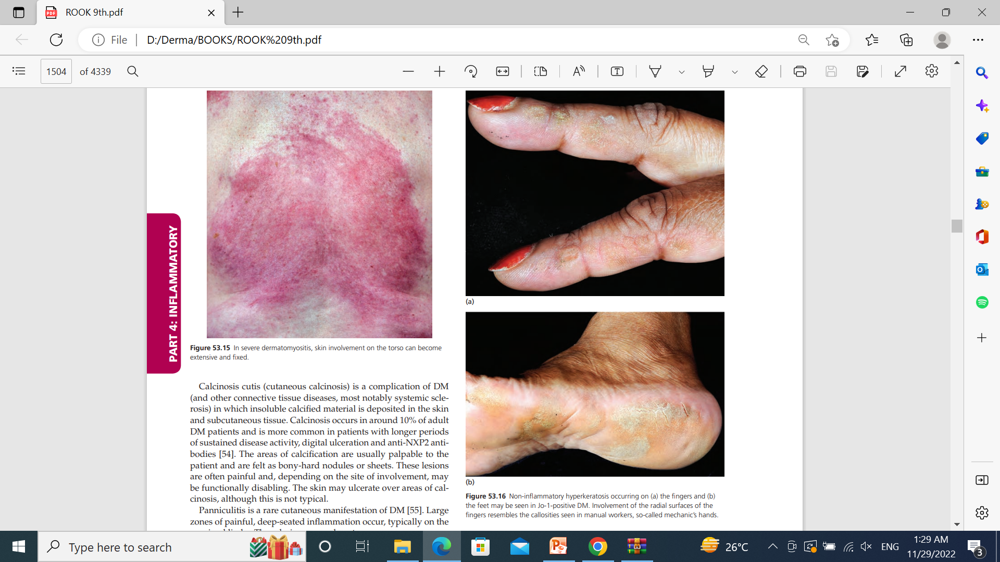 ROOK 9th.pdf
File
D:/Derma/BOOKS/ROOK%209th.pdf
1504 of 4339
PART 4: INFLAMMATORY
Figure 53.15 In severe dermatomyositis, skin involvement on the torso can become
extensive and fixed.
Calcinosis cutis (cutaneous calcinosis) is a complication of DM
(and other connective tissue diseases, most notably systemic scle-
rosis) in which insoluble calcified material is deposited in the skin
and subcutaneous tissue. Calcinosis occurs in around 10% of adult
DM patients and is more common in patients with longer periods
of sustained disease activity, digital ulceration and anti-NXP2 anti-
bodies [54]. The areas of calcification are usually palpable to the
patient and are felt as bony-hard nodules or sheets. These lesions
are often painful and, depending on the site of involvement, may
be functionally disabling. The skin may ulcerate over areas of cal-
cinosis, although this is not typical.
Panniculitis is a rare cutaneous manifestation of DM [55]. Large
zones of painful, deep-seated inflammation occur, typically on the
(a)
(b)
Figure 53.16 Non-inflammatory hyperkeratosis occurring on (a) the fingers and (b)
the feet may be seen in Jo-1-positive DM. Involvement of the radial surfaces of the
fingers resembles the callosities seen in manual workers, so-called mechanic's hands.
Type here to search
26°C
ENG
1:29 AM
11/29/2022
3